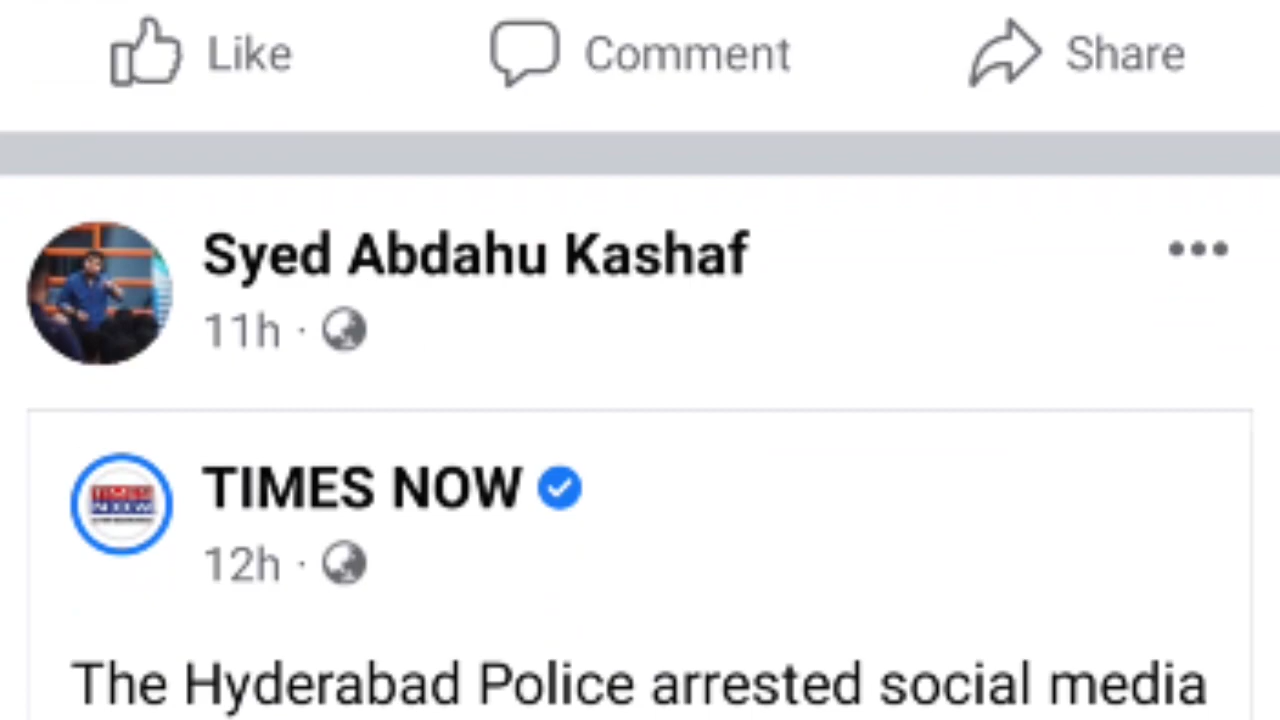 Like Comment Share
Syed Abdahu Kashaf
11h ·
TIMES NOW
12h ·
The Hyderabad Police arrested social media